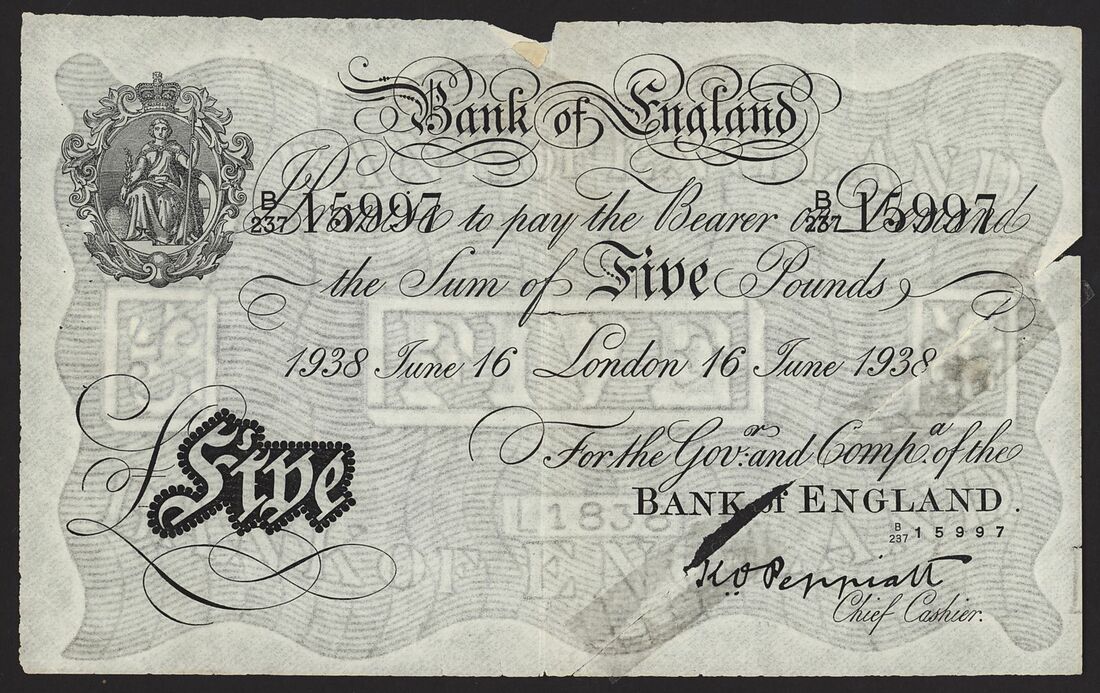 Bank of England
B/237 15997 B/237 15997
Promise to pay the Bearer on Demand
the Sum of Five Pounds
1938 June 16 London 16 June 1938
For the Govr. and Compa. of the
£Five
BANK of ENGLAND.
B/237 15997
K.O. Peppiatt
Chief Cashier.